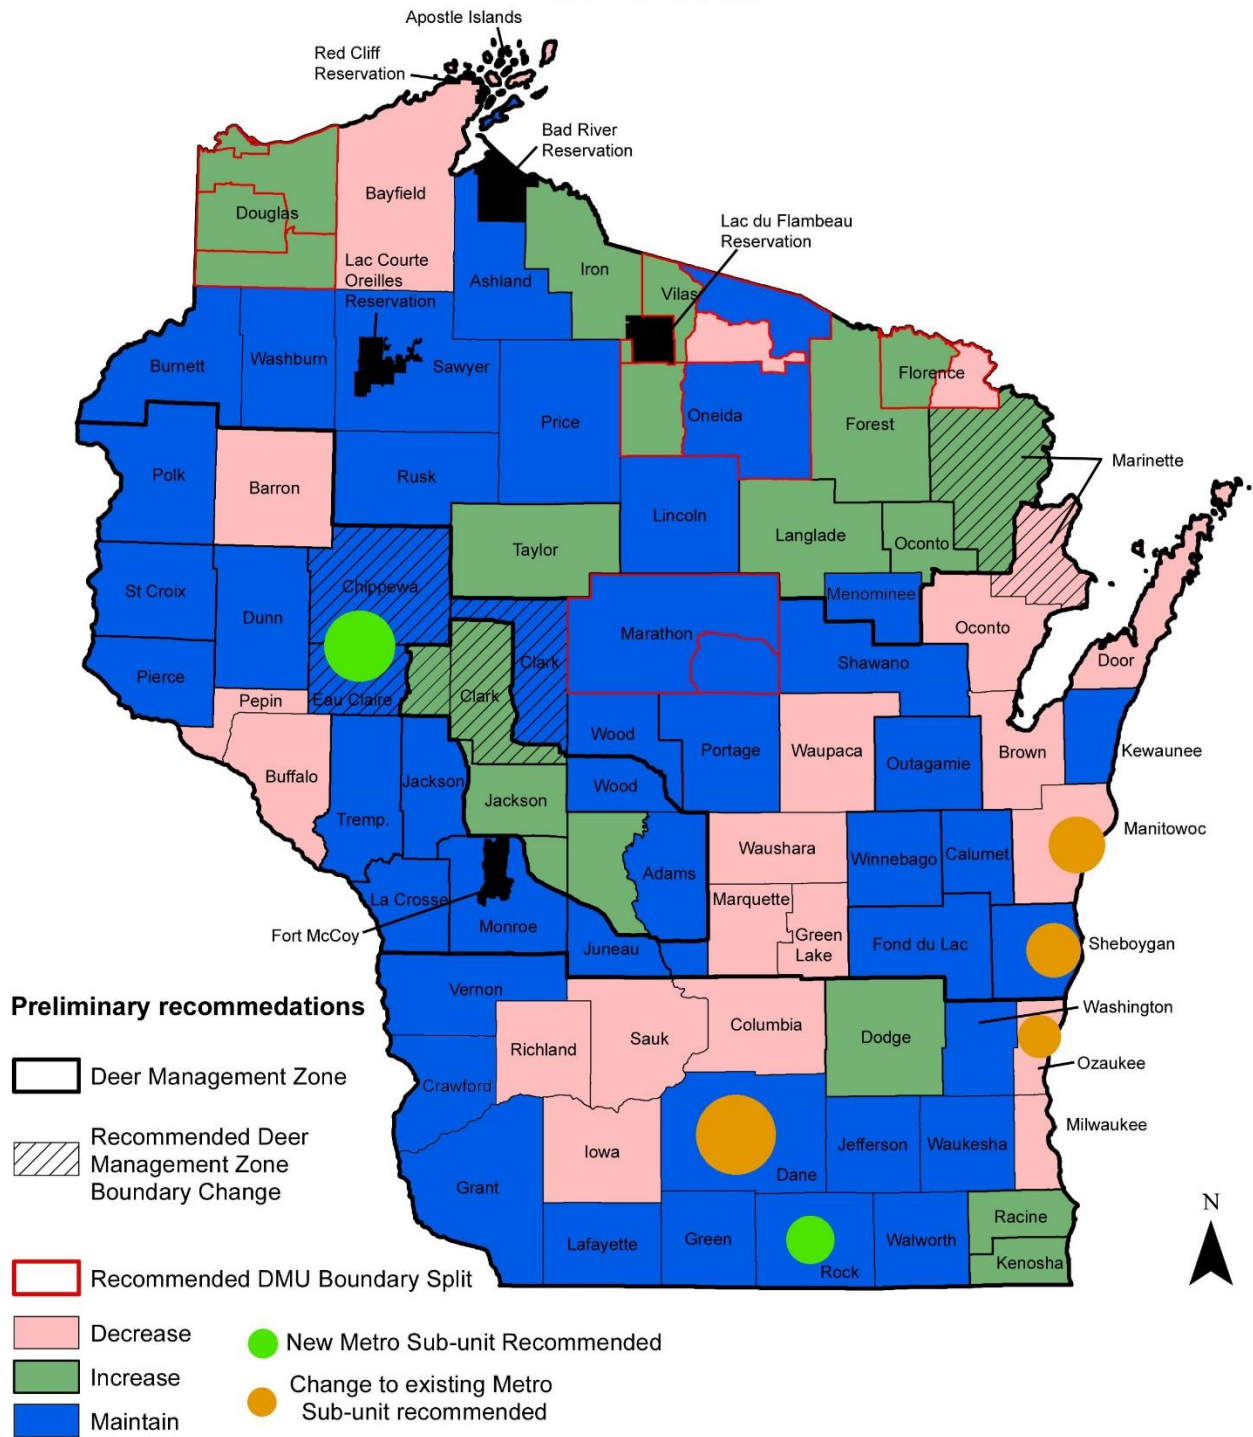 Apostle Islands
Red Cliff
Reservation
Bad River
Reservation
Bayfield
Douglas
Lac du Flambeau
Reservation
Lac Courte
Oreilles
Reservation
Ashland
Iron
Vilas
Burnett
Washburn
Sawyer
Florence
Price
Oneida
Forest
Marinette
Polk
Barron
Rusk
Lincoln
Langlade
Oconto
Taylor
Chippewa
St Croix
Dunn
Menominee
Marathon
Oconto
Clark
Shawano
Door
Pierce
Clark
Eau Claire
Pepin
Wood
Portage
Waupaca
Brown
Kewaunee
Outagamie
Buffalo
Jackson
Wood
Jackson
Tremp.
Manitowoc
Waushara
Winnebago
Calumet
Adams
La Crosse
Marquette
Monroe
Fort McCoy
Green
Lake
Fond du Lac
Sheboygan
Juneau
Vernon
Washington
Preliminary recommedations
Columbia
Dodge
Sauk
Richland
Ozaukee
Deer Management Zone
Crawford
Milwaukee
Recommended Deer
Management Zone
Boundary Change
Iowa
Jefferson
Waukesha
Dane
Grant
N
Racine
Lafayette
Green
Walworth
Kenosha
Rock
Recommended DMU Boundary Split
Decrease
New Metro Sub-unit Recommended
Increase
Change to existing Metro
Sub-unit recommended
Maintain